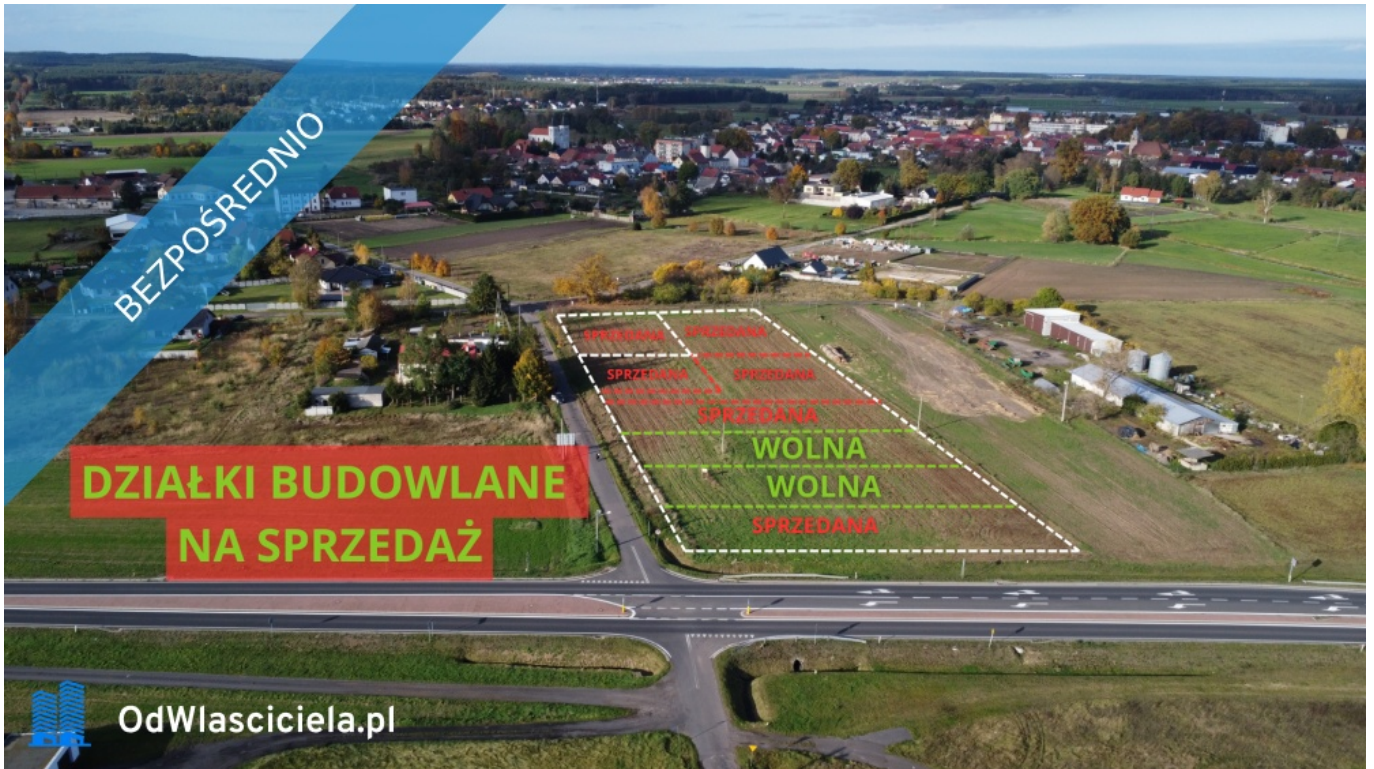 BEZPOŚREDNIO
SPRZEDANA SPRZEDANA
SPRZEDANA SPRZEDANA
SPRZEDANA
WOLNA
WOLNA
SPRZEDANA
DZIAŁKI BUDOWLANE
NA SPRZEDAŻ
OdWlasciciela.pl